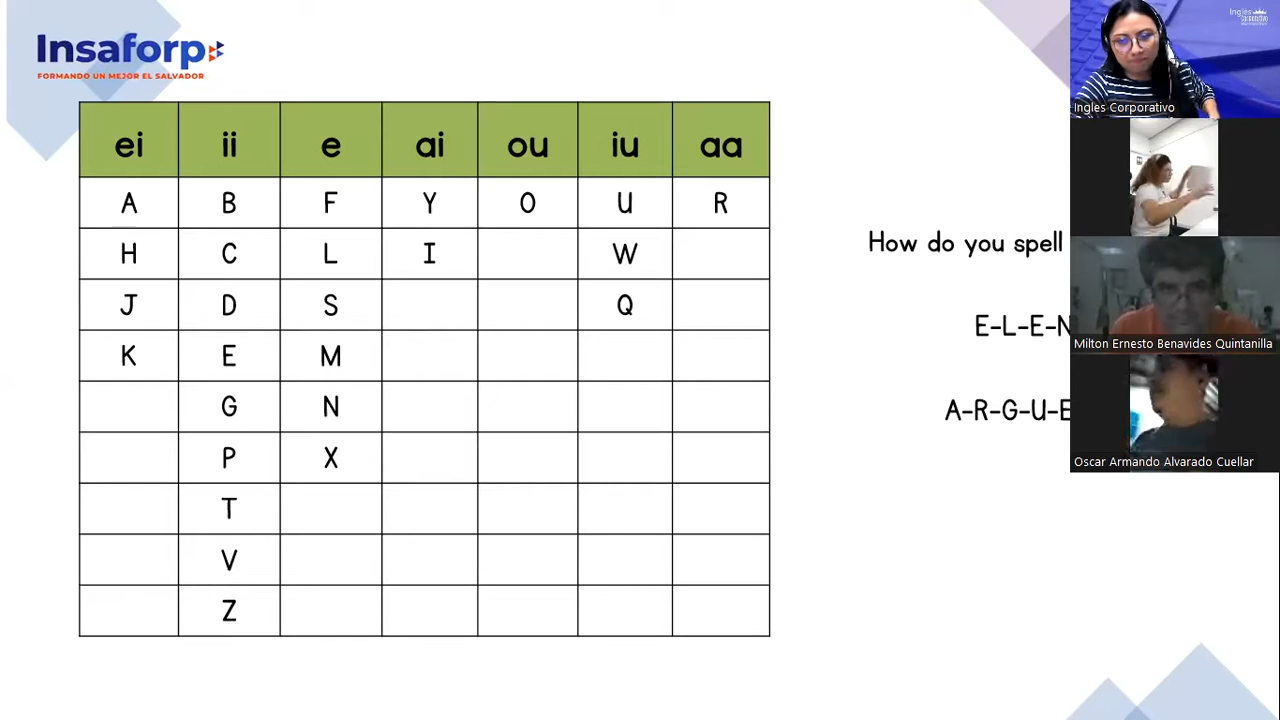 Insaforp
FORMANDO UN MEJOR EL SALVADOR
ei ii e ai ou iu aa
A B F Y O U R
H C L I W
J D S Q
K E M
G N
P X
T
V
Z
How do you spell
E-L-E-N
A-R-G-U-E
Ingles Corporativo
Ingles
Milton Ernesto Benavides Quintanilla
Oscar Armando Alvarado Cuellar